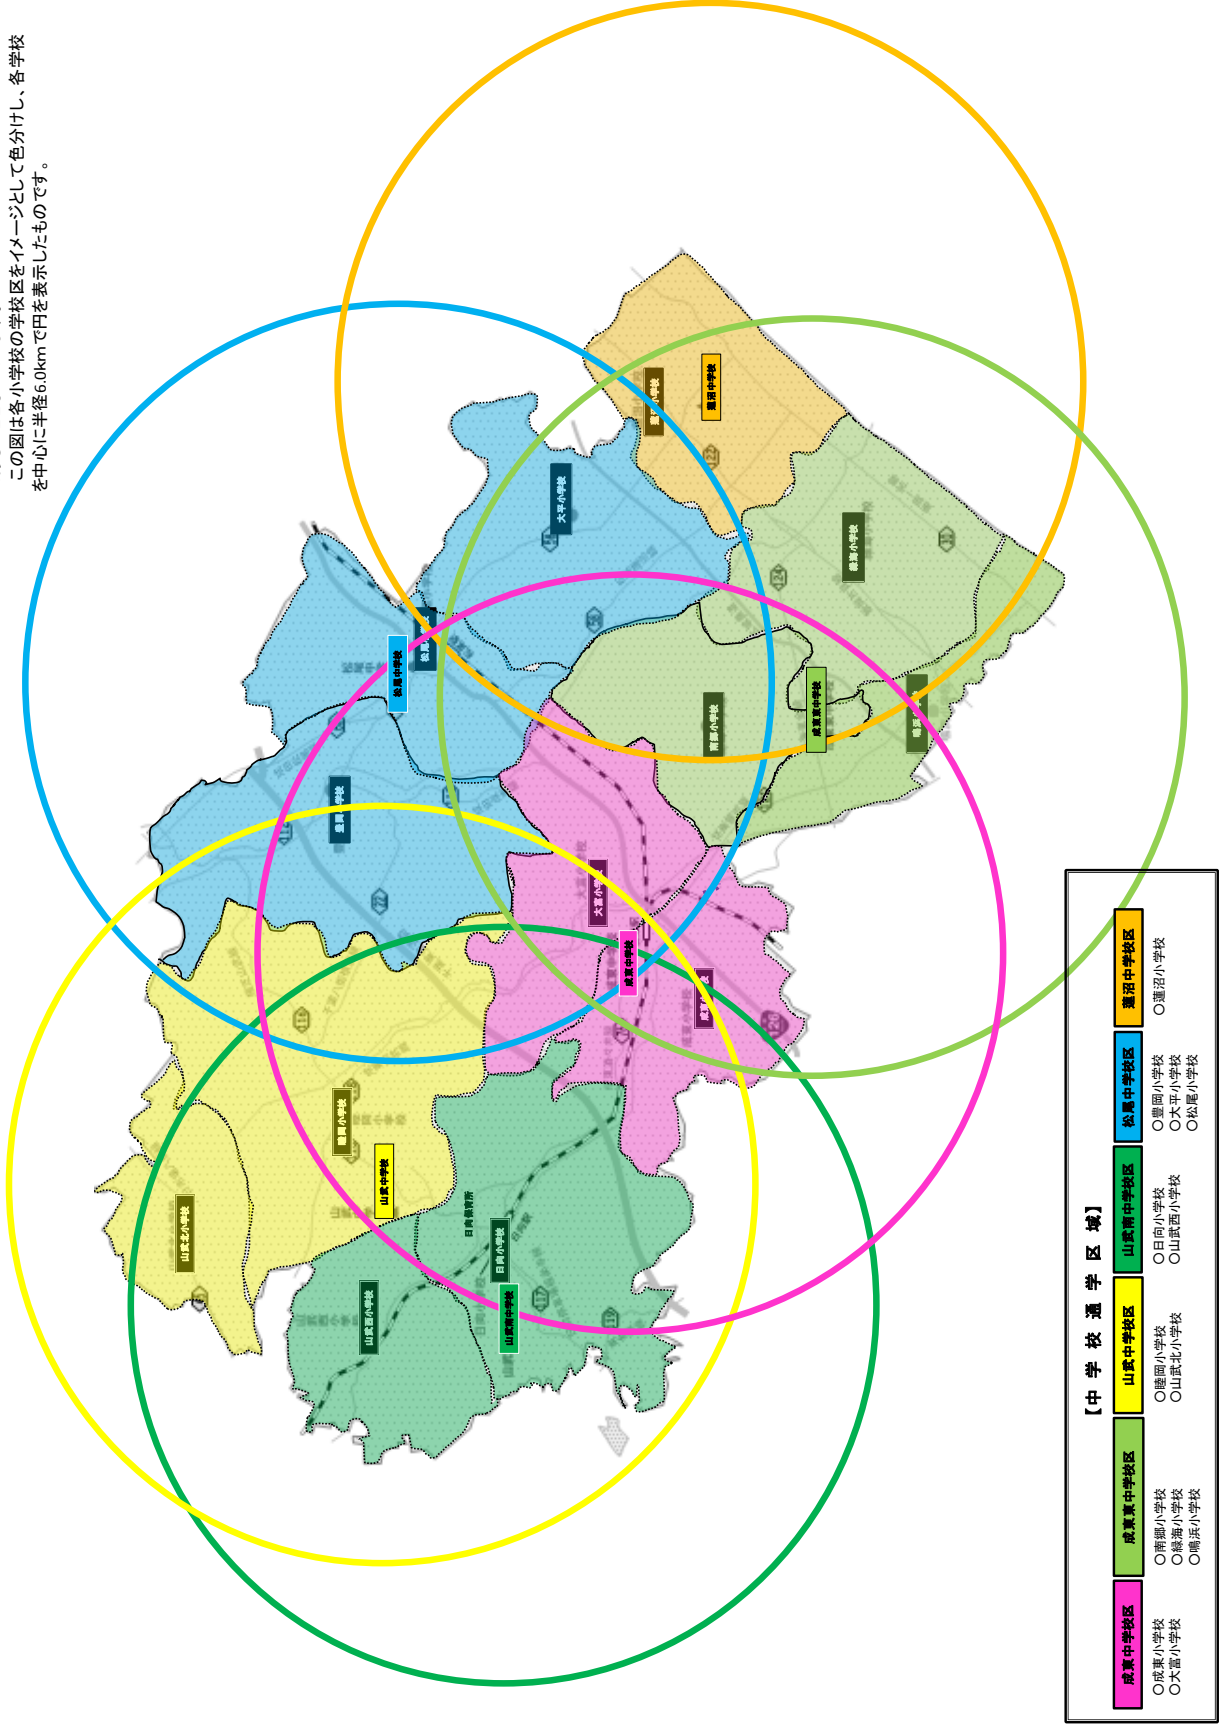 この図は各小学校の学校区をイメージとして色分けし、各学校
を中心に半径6.0kmで円を表示したものです。
山武北小学校
睦岡小学校
山武中学校
山武西小学校
日向保育所
日向小学校
山武南中学校
豊岡小学校
松尾中学校
大平小学校
大富小学校
成東中学校
南郷小学校
成東東中学校
緑海小学校
蓮沼中学校
【中 学 校 通 学 区 域】
成東中学校区
○成東小学校
○大富小学校
成東東中学校区
○南郷小学校
○緑海小学校
○鳴浜小学校
山武中学校区
○睦岡小学校
○山武北小学校
山武南中学校区
○日向小学校
○山武西小学校
松尾中学校区
○豊岡小学校
○大平小学校
○松尾小学校
蓮沼中学校区
○蓮沼小学校